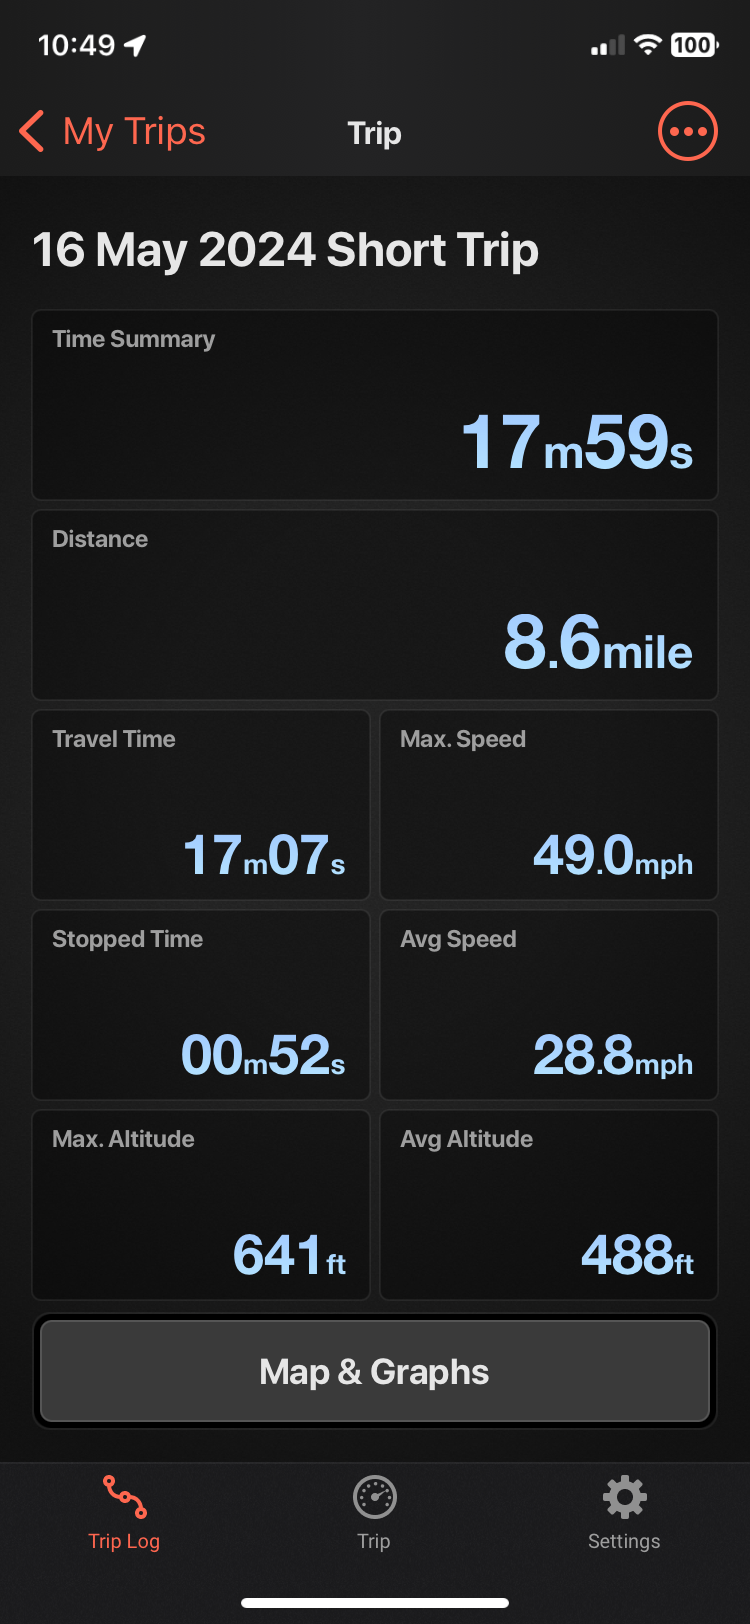 10:49
100
My Trips
Trip
16 May 2024 Short Trip
Time Summary
17m59s
Distance
8.6mile
Travel Time
17m07s
Max. Speed
49.0mph
Stopped Time
00m52s
Avg Speed
28.8mph
Max. Altitude
641ft
Avg Altitude
488ft
Map & Graphs
Trip Log
Trip
Settings